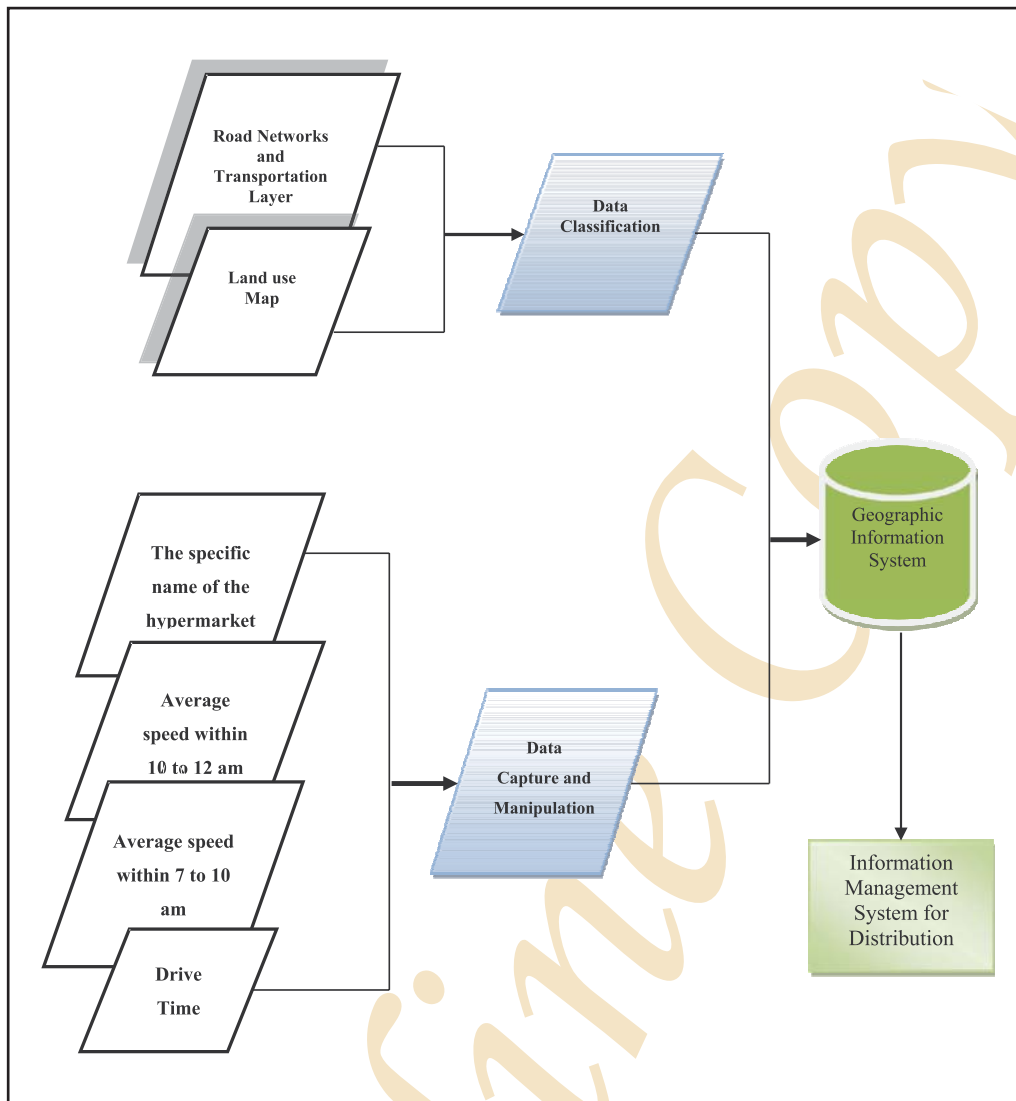 Road Networks
and
Transportation
Layer
Land use
Map
Data
Classification
The specific
name of the
hypermarket
Average
speed within
10 to 12 am
Average speed
within 7 to 10
am
Drive
Time
Data
Capture and
Manipulation
Geographic
Information
System
Information
Management
System for
Distribution